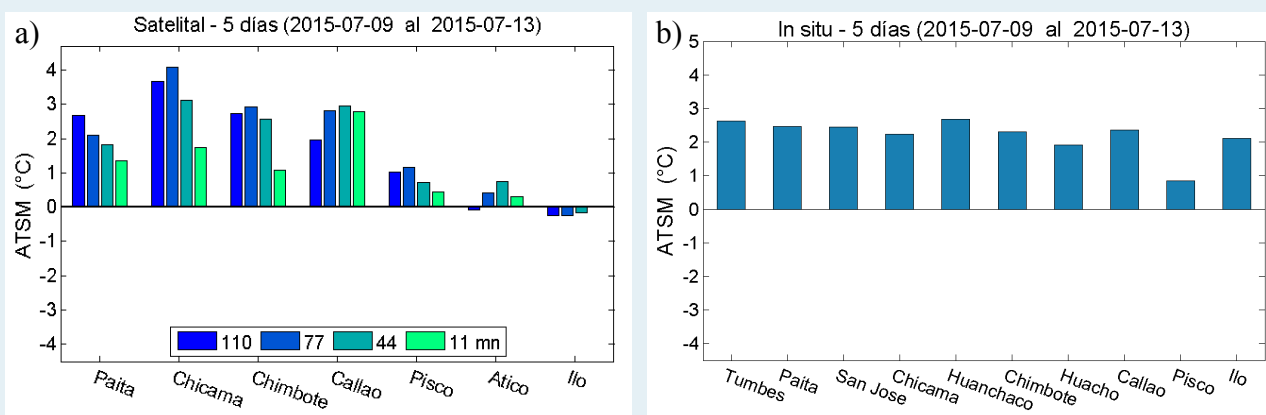 a)
Satelital - 5 días (2015-07-09 al 2015-07-13)
ATSM (°C)
4
3
2
1
0
-1
-2
-3
-4
110 77 44 11 mn
Paita Chicama Chimbote Callao Pisco Atico Ilo
b)
In situ - 5 días (2015-07-09 al 2015-07-13)
ATSM (°C)
5
4
3
2
1
0
-1
-2
-3
-4
Tumbes Paita San Jose Chicama Huanchaco Chimbote Huacho Callao Pisco Ilo